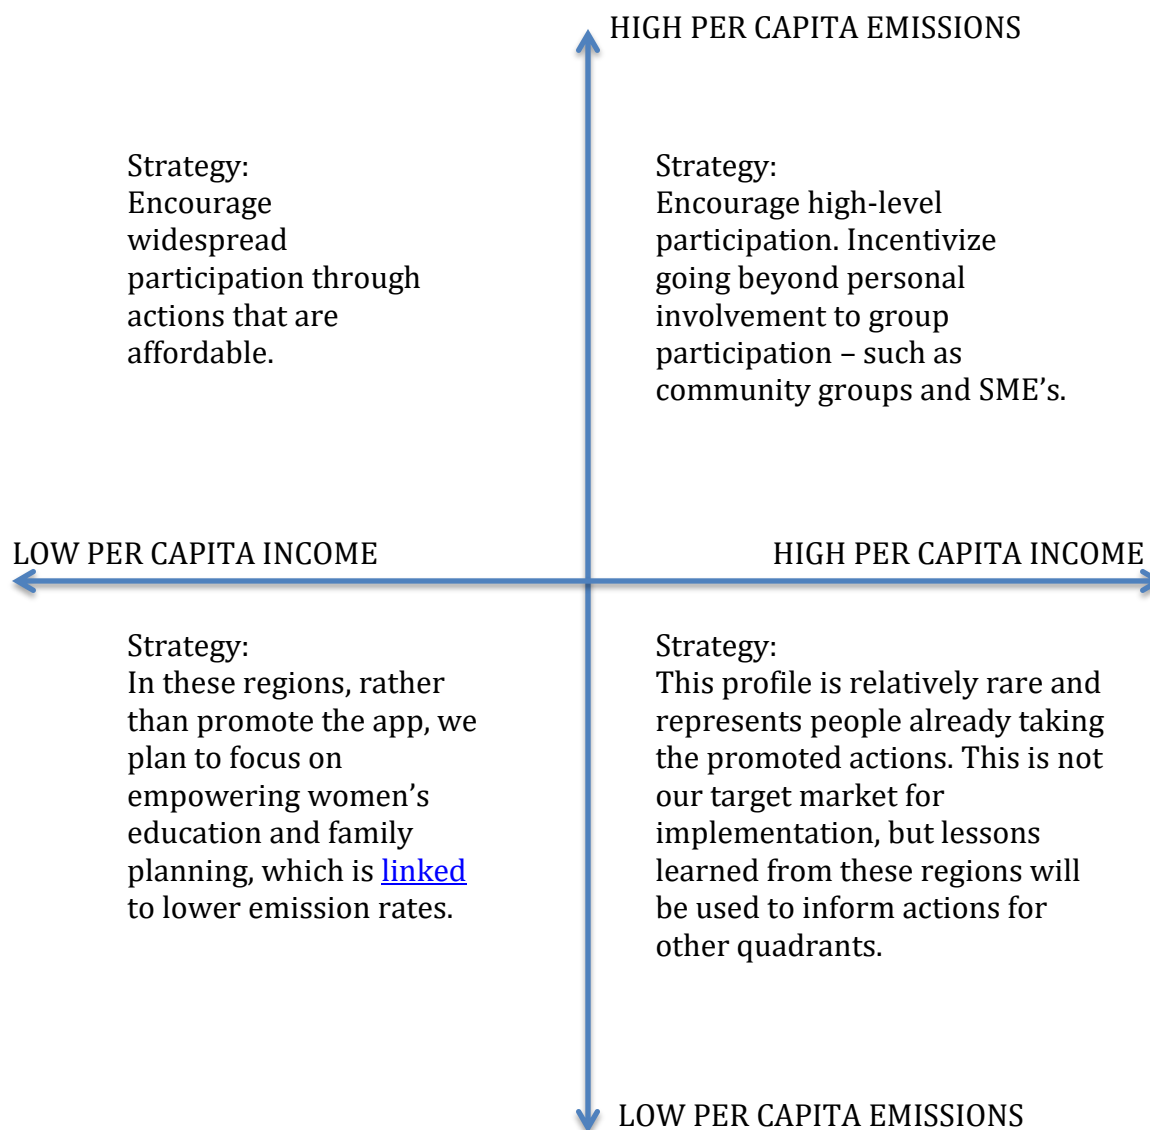 HIGH PER CAPITA EMISSIONS
Strategy:
Encourage
widespread
participation through
actions that are
affordable.
Strategy:
Encourage high-level
participation. Incentivize
going beyond personal
involvement to group
participation – such as
community groups and SME’s.
LOW PER CAPITA INCOME
HIGH PER CAPITA INCOME
Strategy:
In these regions, rather
than promote the app, we
plan to focus on
empowering women’s
education and family
planning, which is linked
to lower emission rates.
Strategy:
This profile is relatively rare and
represents people already taking
the promoted actions. This is not
our target market for
implementation, but lessons
learned from these regions will
be used to inform actions for
other quadrants.
LOW PER CAPITA EMISSIONS